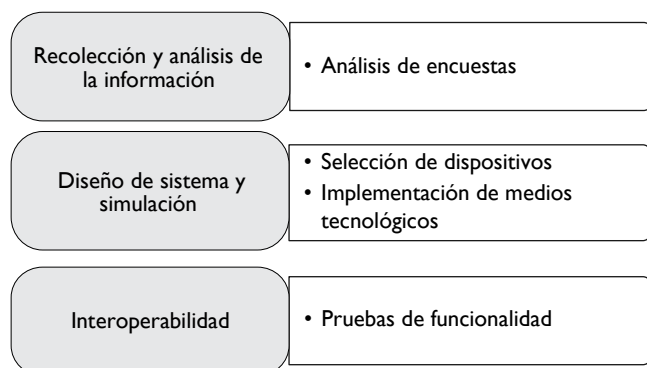 Recolección y análisis de
la información
• Análisis de encuestas
Diseño de sistema y
simulación
• Selección de dispositivos
• Implementación de medios
tecnológicos
Interoperabilidad
• Pruebas de funcionalidad